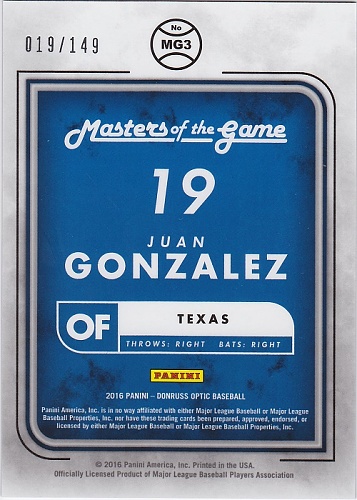 019/149
No
MG3
Masters of the Game
19
JUAN
GONZALEZ
OF
TEXAS
THROWS: RIGHT BATS: RIGHT
PANINI
2016 PANINI – DONRUSS OPTIC BASEBALL
Panini America, Inc. is in no way affiliated with either Major League Baseball or Major League
Baseball Properties, Inc. nor have these trading cards been prepared, approved, endorsed, or
licensed by either Major League Baseball or Major League Baseball Properties, Inc.
© 2016 Panini America, Inc. Printed in the USA.
Officially Licensed Product of Major League Baseball Players Association